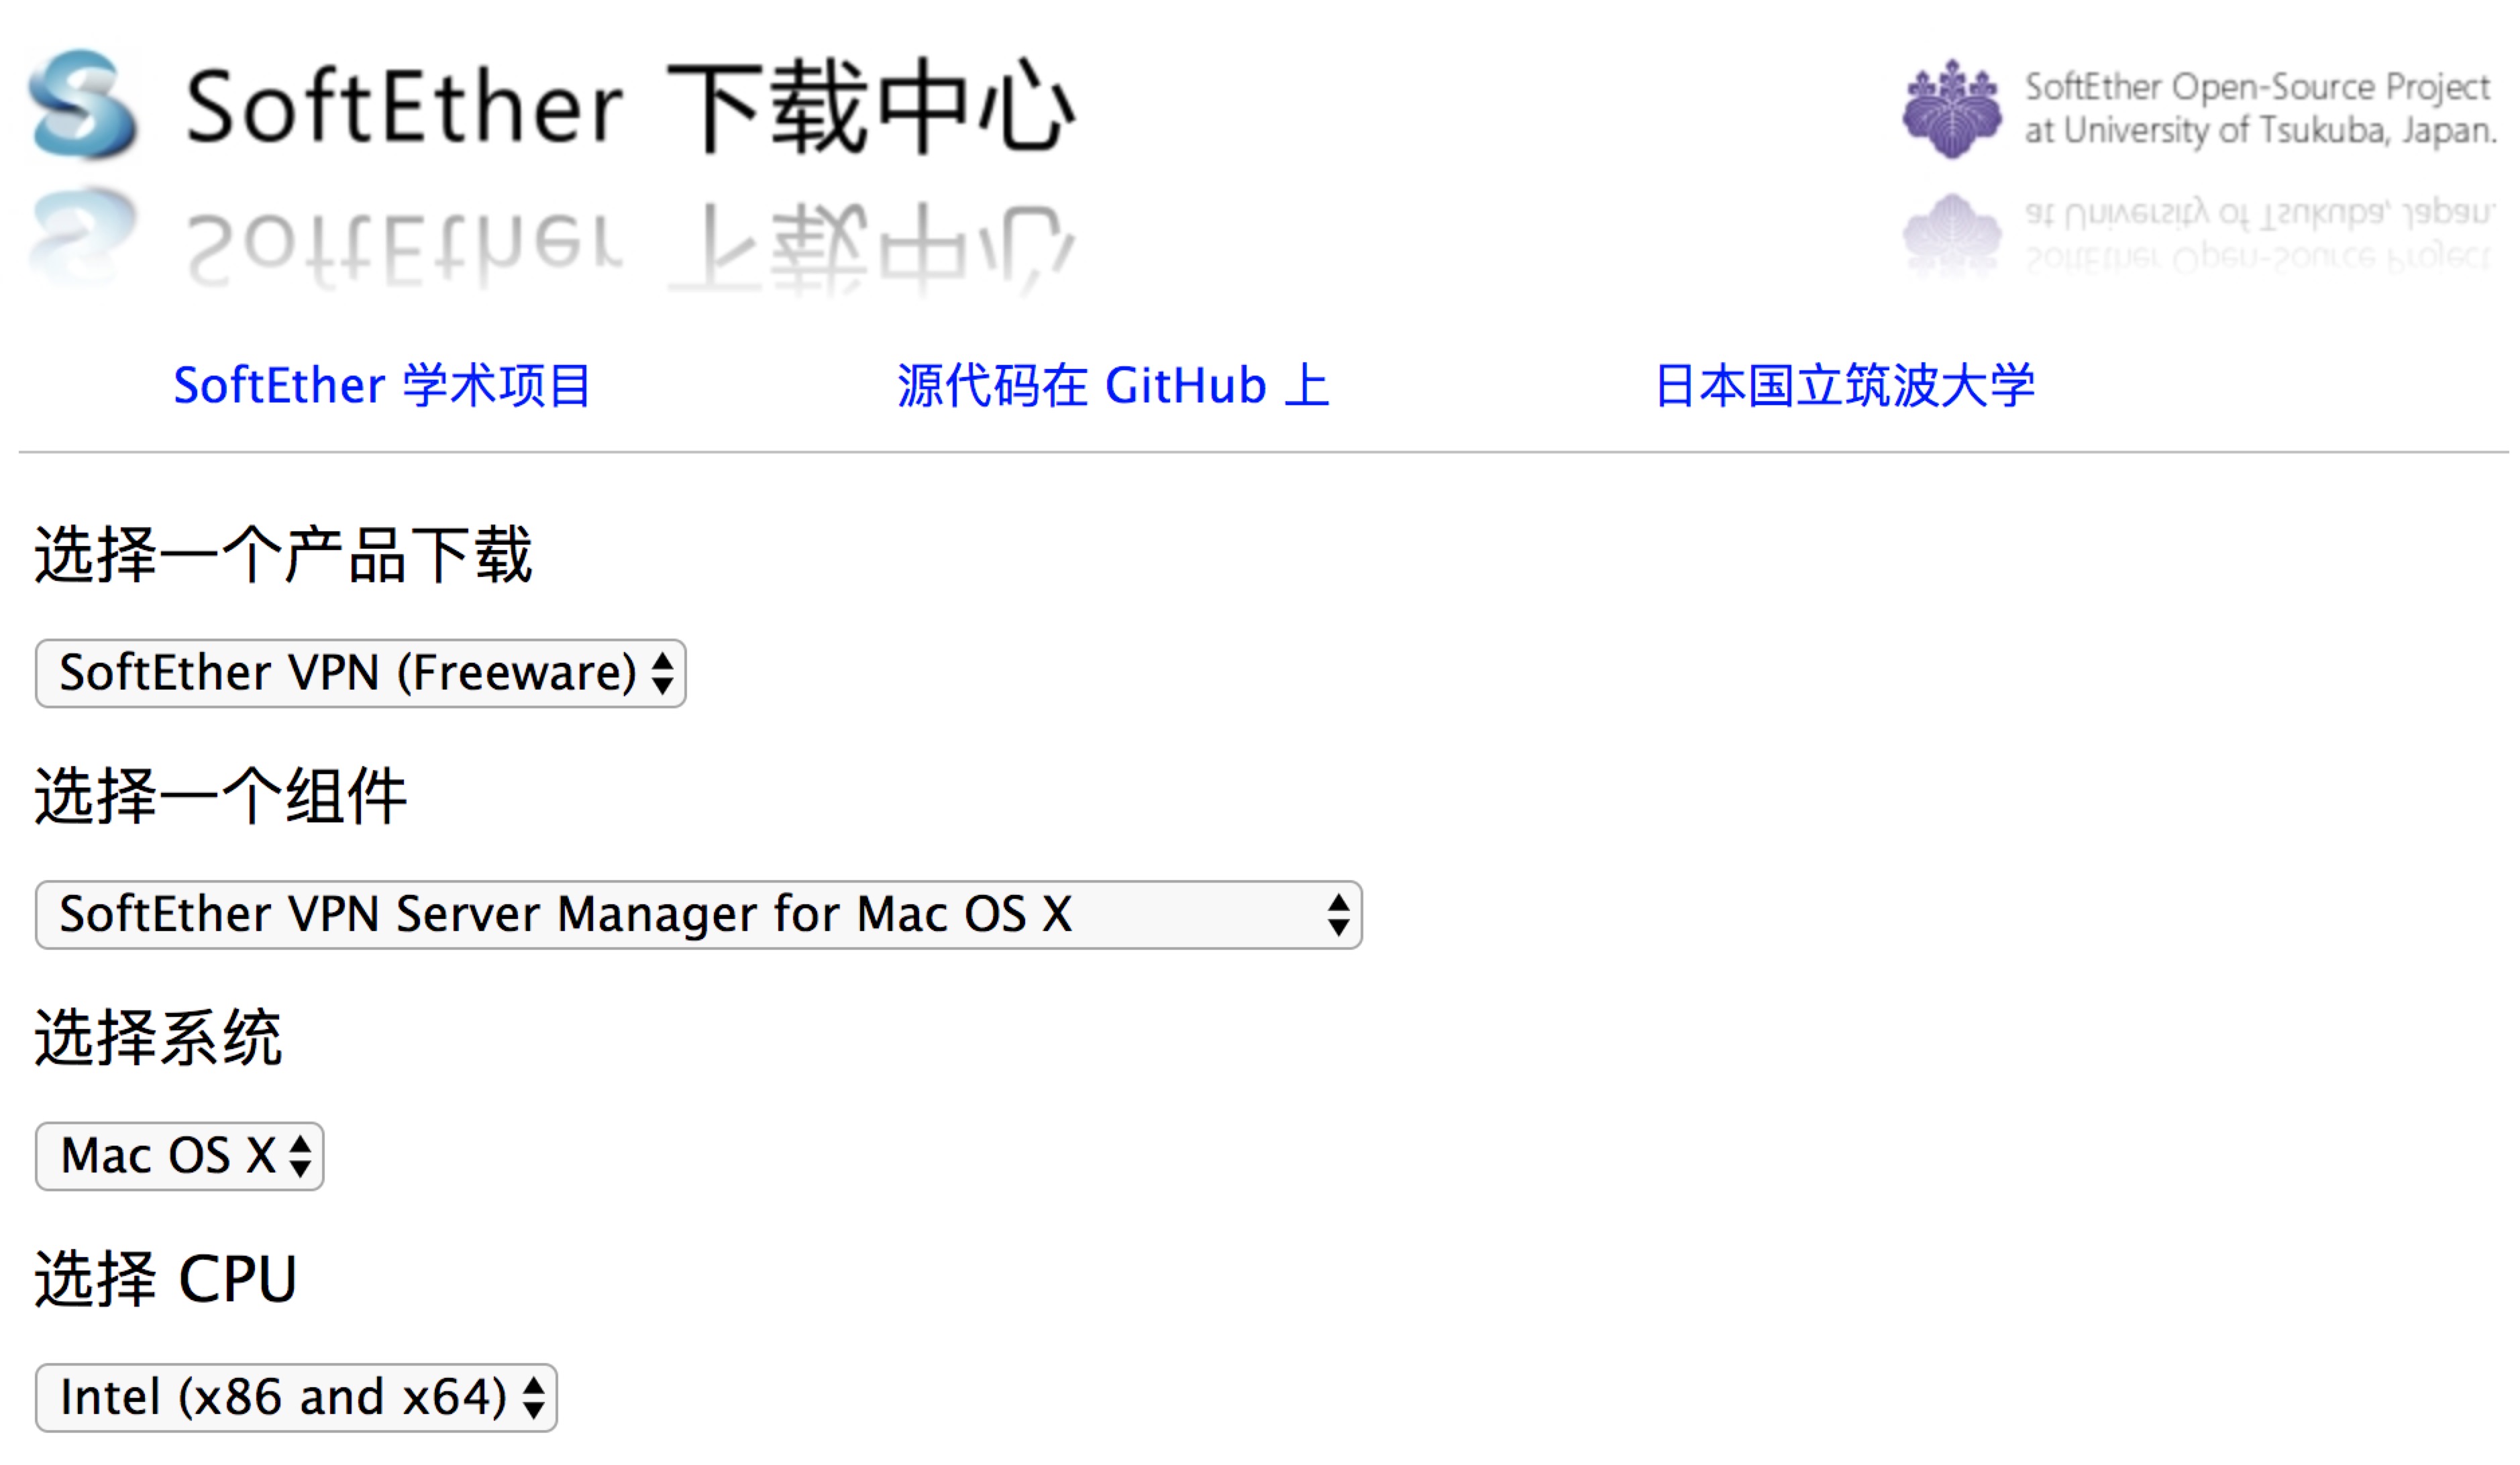 SoftEther 下载中心
SoftEther Open-Source Project
at University of Tsukuba, Japan.
SoftEther 学术项目
源代码在 GitHub 上
日本国立筑波大学
选择一个产品下载
SoftEther VPN (Freeware)
选择一个组件
SoftEther VPN Server Manager for Mac OS X
选择系统
Mac OS X
选择 CPU
Intel (x86 and x64)